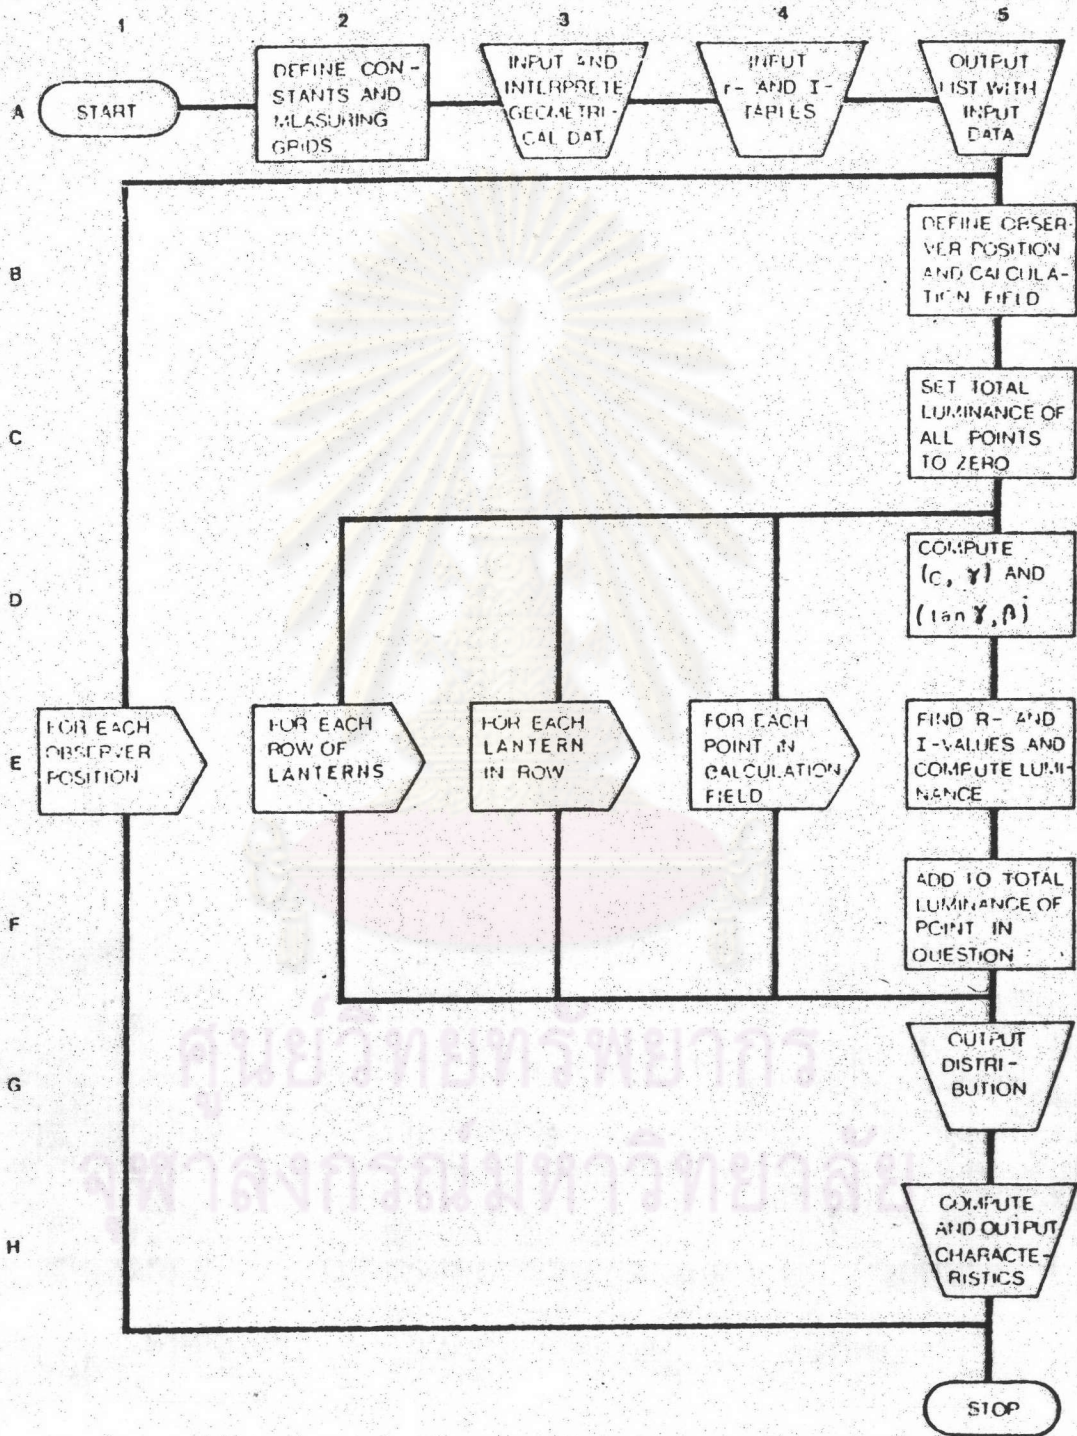 1 2 3 4 5
A
START
DEFINE CON-
STANTS AND
MEASURING
GRIDS
INPUT AND
INTERPRETE
GEOMETRI-
CAL DAT.
INPUT
r- AND I-
TABLES
OUTPUT
LIST WITH
INPUT
DATA
B
DEFINE OBSER-
VER POSITION
AND CALCULA-
TION FIELD
C
SET TOTAL
LUMINANCE OF
ALL POINTS
TO ZERO
D
COMPUTE
(C, γ) AND
(tan γ, β)
E
FOR EACH
OBSERVER
POSITION
FOR EACH
ROW OF
LANTERNS
FOR EACH
LANTERN
IN ROW
FOR EACH
POINT IN
CALCULATION
FIELD
FIND R- AND
I-VALUES AND
COMPUTE LUMI-
NANCE
F
ADD TO TOTAL
LUMINANCE OF
POINT IN
QUESTION
ศูนย์วิทยทรัพยากร
G
OUTPUT
DISTRI-
BUTION
จุฬาลงกรณ์มหาวิทยาลัย
H
COMPUTE
AND OUTPUT
CHARACTE-
RISTICS
STOP